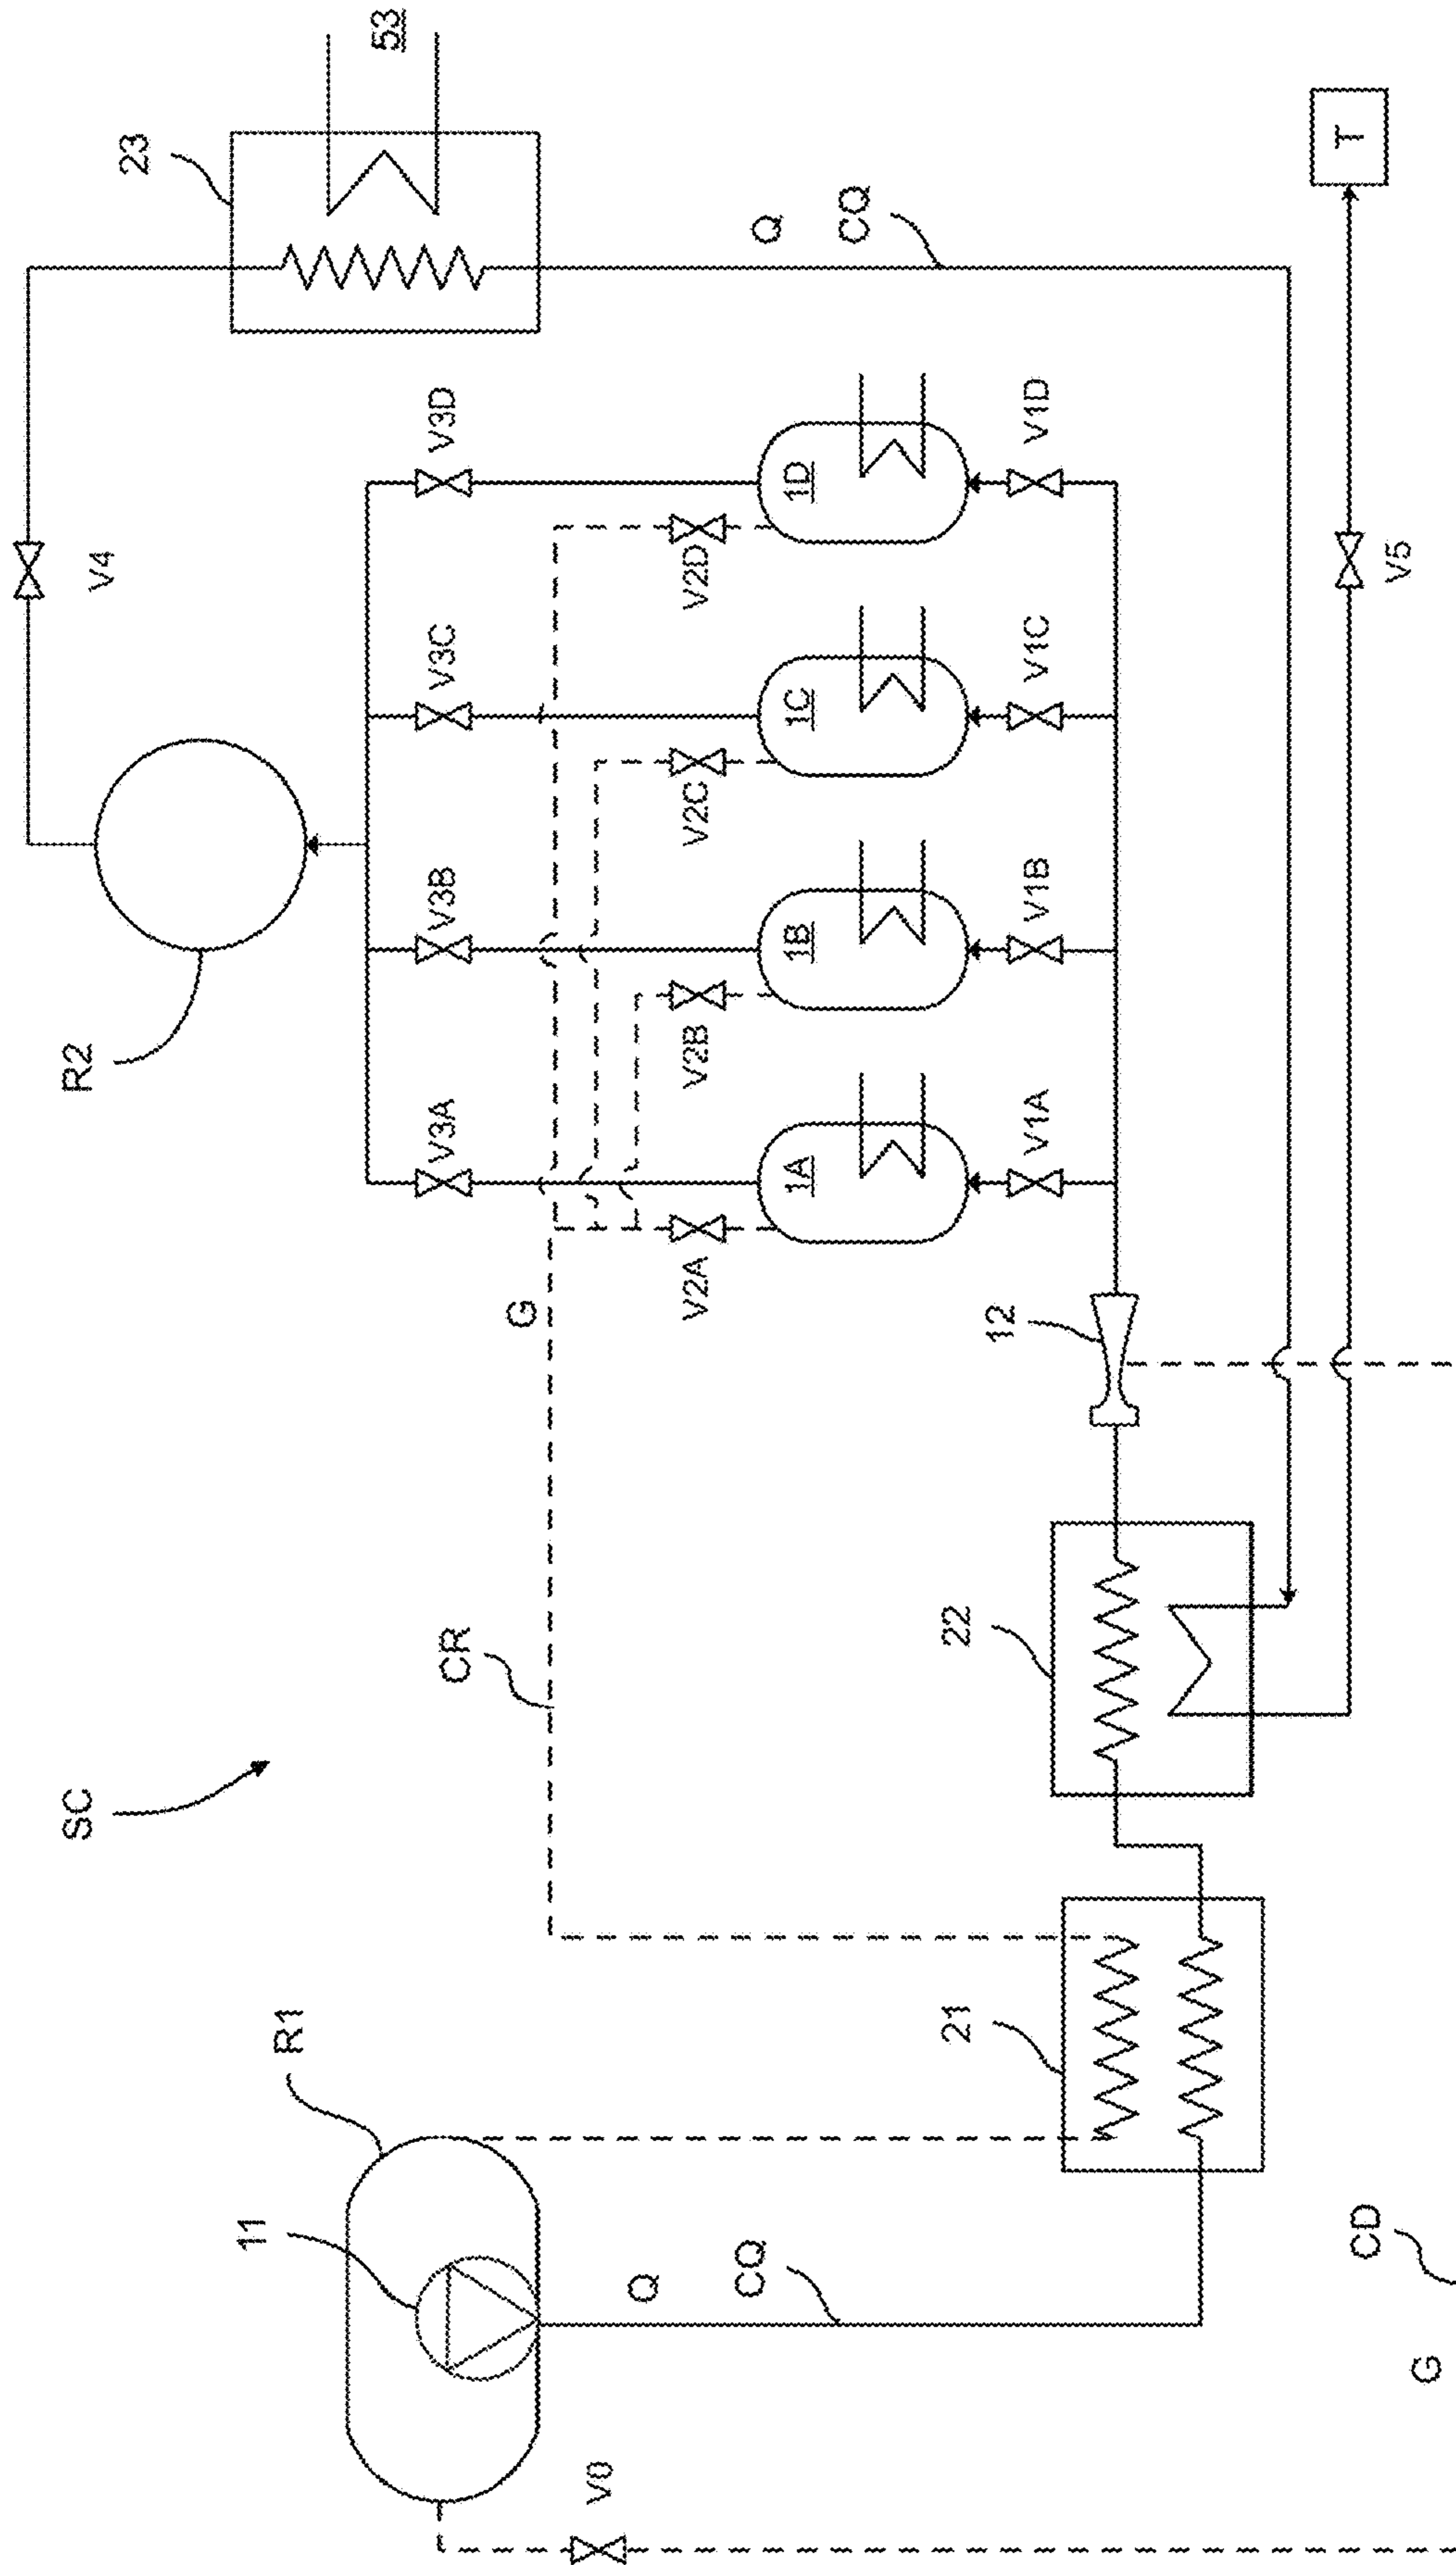 SC
R2
V4
23
11
R1
53
CR
V3A
V3B
V3C
V3D
G
V0
Q
V2A
V2B
V2C
V2D
CQ
Q
1A
1B
1C
1D
CQ
21
22
12
V1A
V1B
V1C
V1D
CD
T
V5
G